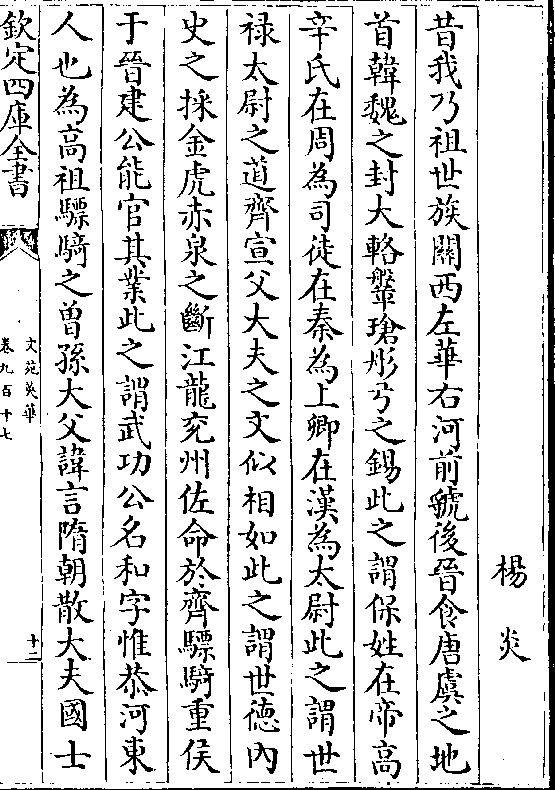 楊炎
昔我乃祖世族關西左華右河前虢後晉食唐虞之地
首韓魏之封大輅鞶瑲彤弓之錫此之謂保姓在帝高
辛氏在周為司徒在秦為上卿在漢為太尉此之謂世
禄太尉之道齊宣父大夫之文似相如此之謂世德內
史之採金虎赤泉之斷江龍兖州佐命於齊驃騎重侯
于晉建公能官其業此之謂武功公名和字惟恭河東
人也為高祖驃騎之曾孫大父諱言隋朝散大夫國士
欽定四庫全書
文苑英華
卷九百十七
十二